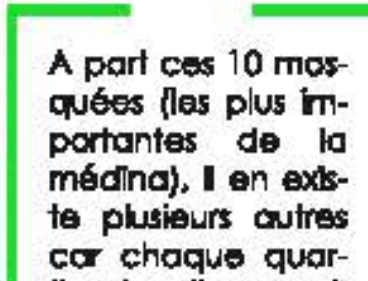 A part ces 10 mos-
quées (les plus im-
portantes de la
médina), il en exis-
te plusieurs autres
car chaque quar-